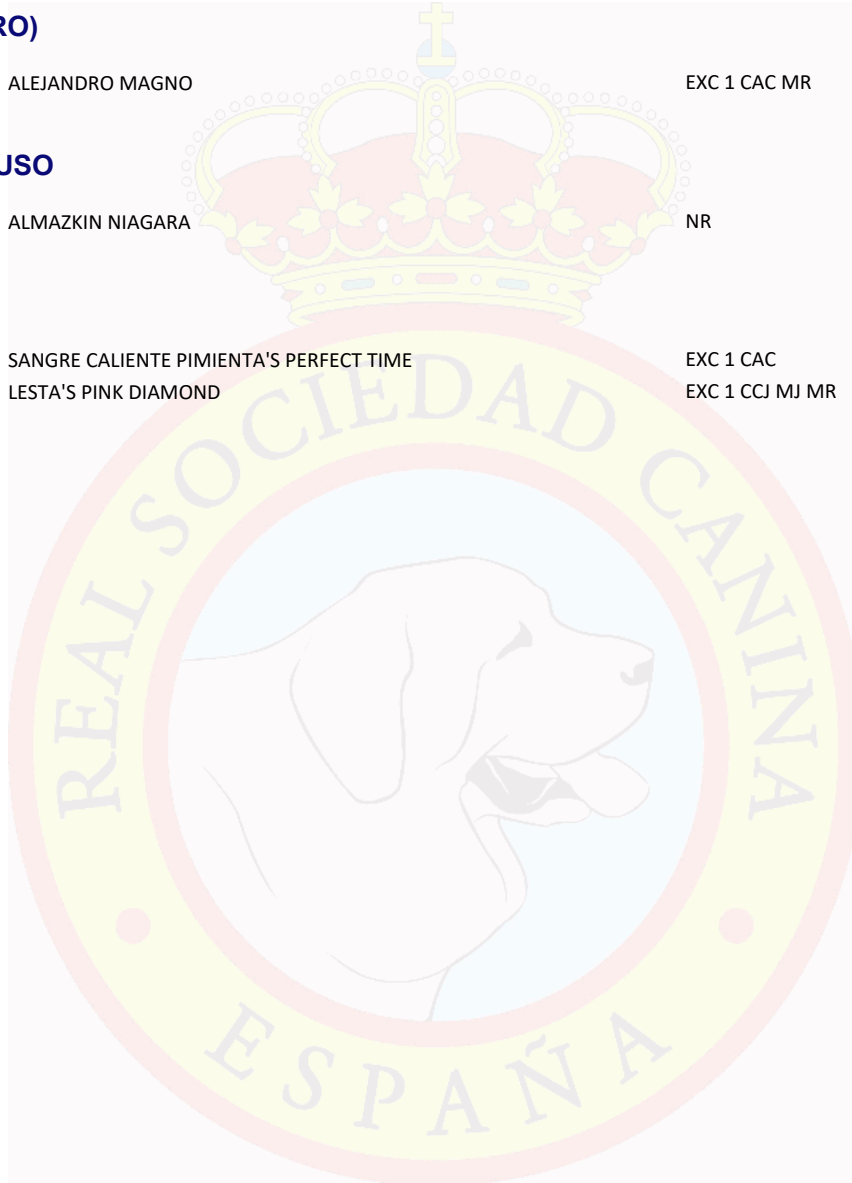 RO)
ALEJANDRO MAGNO EXC 1 CAC MR
USO
ALMAZKIN NIAGARA NR
SANGRE CALIENTE PIMIENTA'S PERFECT TIME EXC 1 CAC
LESTA'S PINK DIAMOND EXC 1 CCJ MJ MR
REAL SOCIEDAD CANINA
ESPAÑA